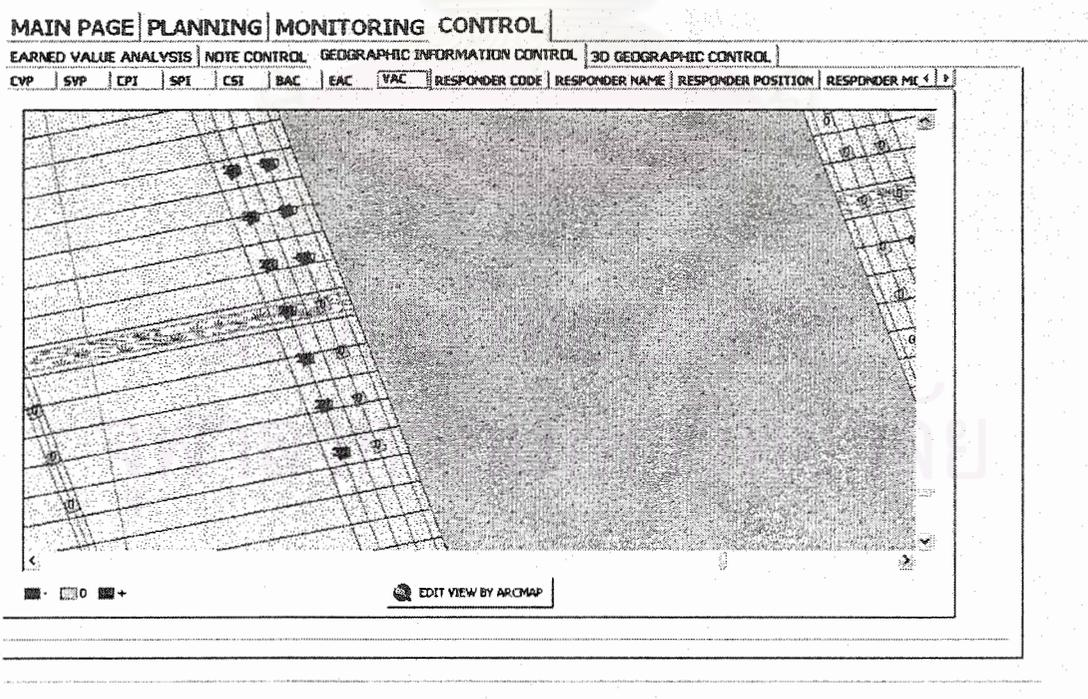 MAIN PAGE PLANNING MONITORING CONTROL
EARNED VALUE ANALYSIS NOTE CONTROL GEOGRAPHIC INFORMATION CONTROL 3D GEOGRAPHIC CONTROL
CVP SVP CPI SPI CSI BAC EAC VAC RESPONDER CODE RESPONDER NAME RESPONDER POSITION
- 0 +
EDIT VIEW BY ARCMAP